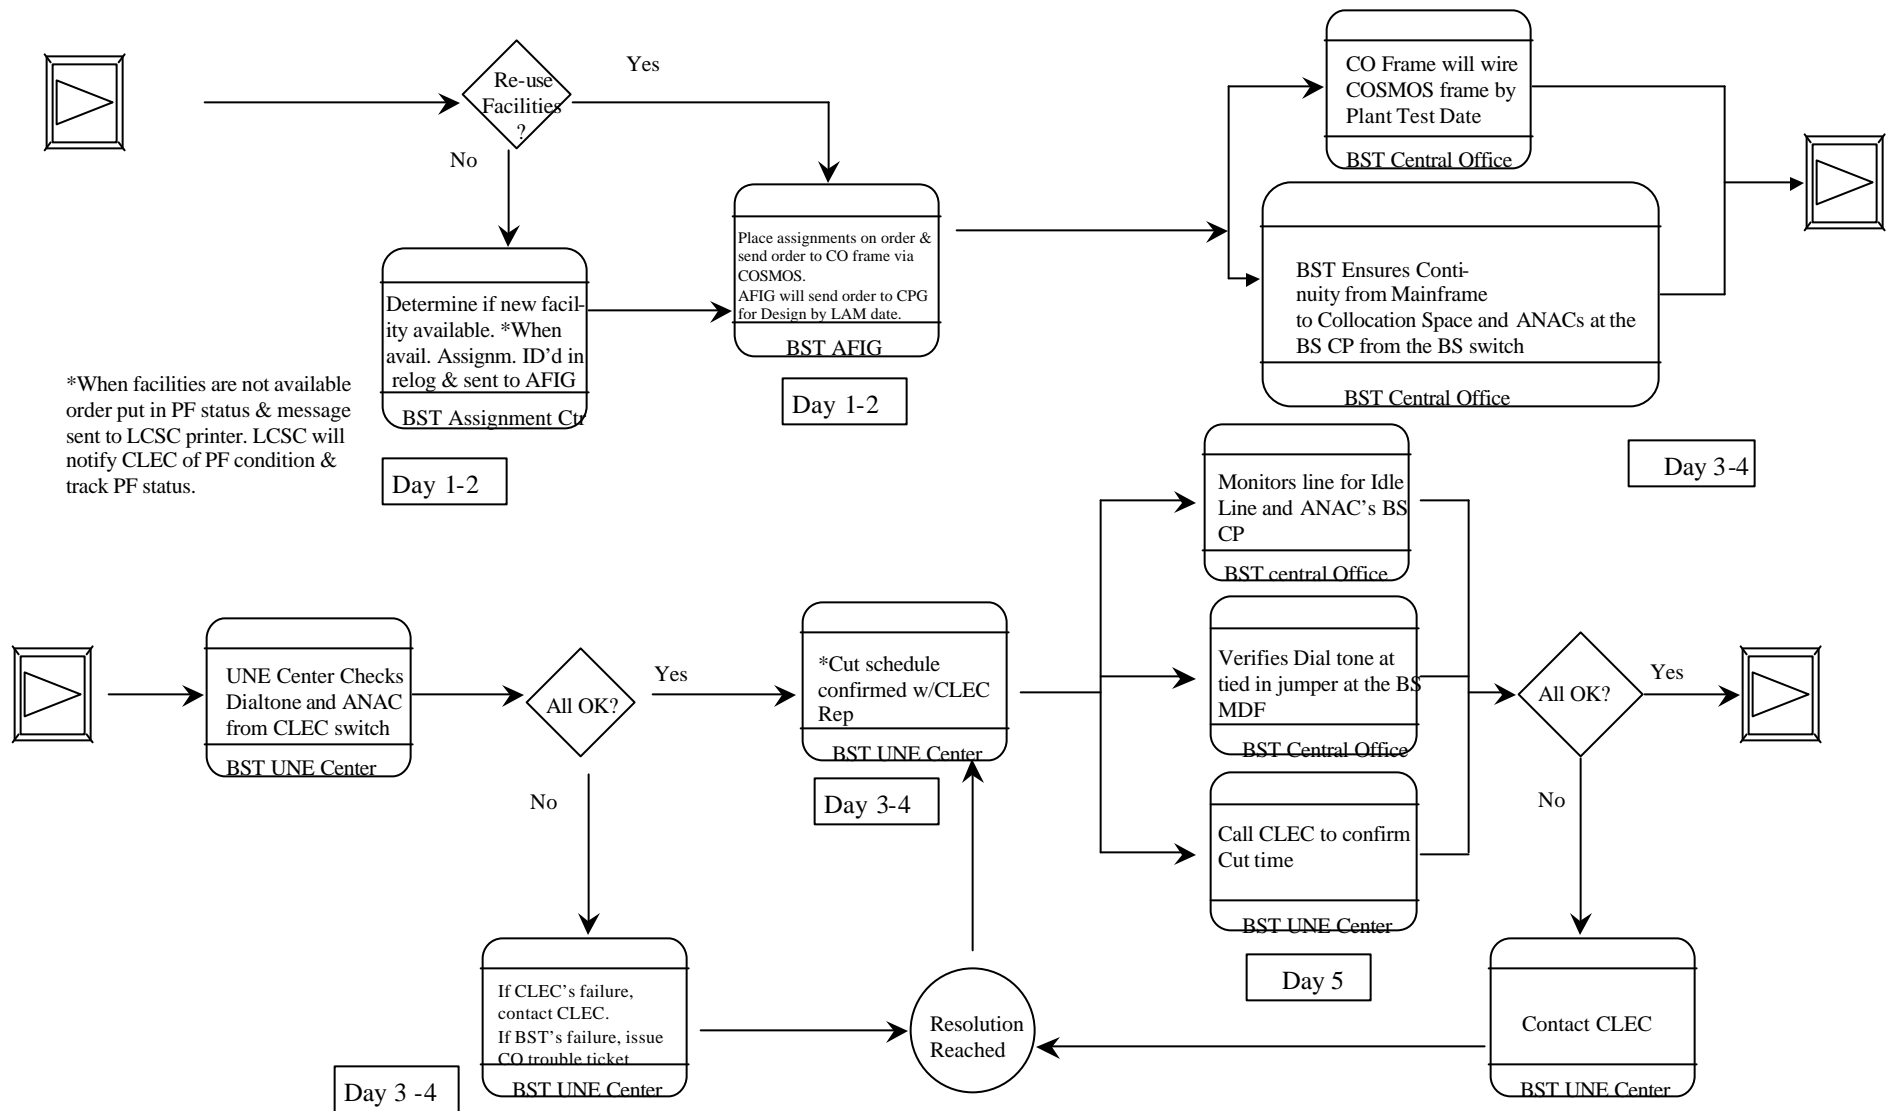 Re-use
Facilities
?
Yes
No
CO Frame will wire
COSMOS frame by
Plant Test Date
BST Central Office
Place assignments on order &
send order to CO frame via
COSMOS.
AFIG will send order to CPG
for Design by LAM date.
BST AFIG
Day 1-2
Determine if new facil-
ity available. *When
avail. Assignm. ID’d in
relog & sent to AFIG
BST Assignment Ctr
Day 1-2
*When facilities are not available
order put in PF status & message
sent to LCSC printer. LCSC will
notify CLEC of PF condition &
track PF status.
BST Ensures Conti-
nuity from Mainframe
to Collocation Space and ANACs at the
BS CP from the BS switch
BST Central Office
Day 3-4
UNE Center Checks
Dialtone and ANAC
from CLEC switch
BST UNE Center
All OK?
Yes
No
*Cut schedule
confirmed w/CLEC
Rep
BST UNE Center
Day 3-4
Monitors line for Idle
Line and ANAC’s BS
CP
BST central Office
Verifies Dial tone at
tied in jumper at the BS
MDF
BST Central Office
Call CLEC to confirm
Cut time
BST UNE Center
Day 5
All OK?
Yes
No
If CLEC’s failure,
contact CLEC.
If BST’s failure, issue
CO trouble ticket
BST UNE Center
Day 3 -4
Resolution
Reached
Contact CLEC
BST UNE Center